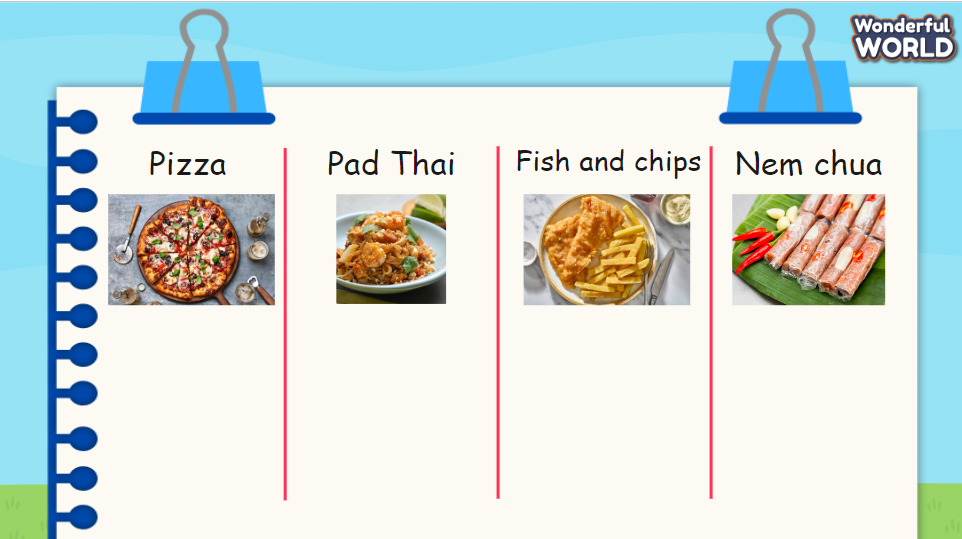 Wonderful
WORLD
Pizza
Pad Thai
Fish and chips
Nem chua